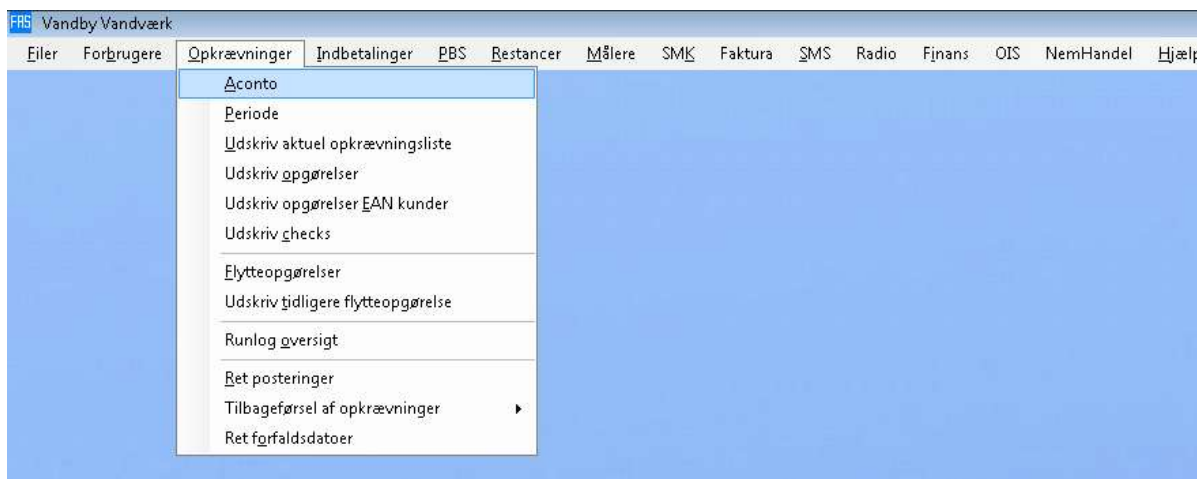 FAS Vandby Vandværk
Filer Forbrugere Opkrævninger Indbetalinger PBS Restancer Målere SMK Faktura SMS Radio Finans OIS NemHandel Hjælp
Aconto
Periode
Udskriv aktuel opkrævningsliste
Udskriv opgørelser
Udskriv opgørelser EAN kunder
Udskriv checks
Flytteopgørelser
Udskriv tidligere flytteopgørelse
Runlog oversigt
Ret posteringer
Tilbageførsel af opkrævninger
Ret forfaldsdatoer